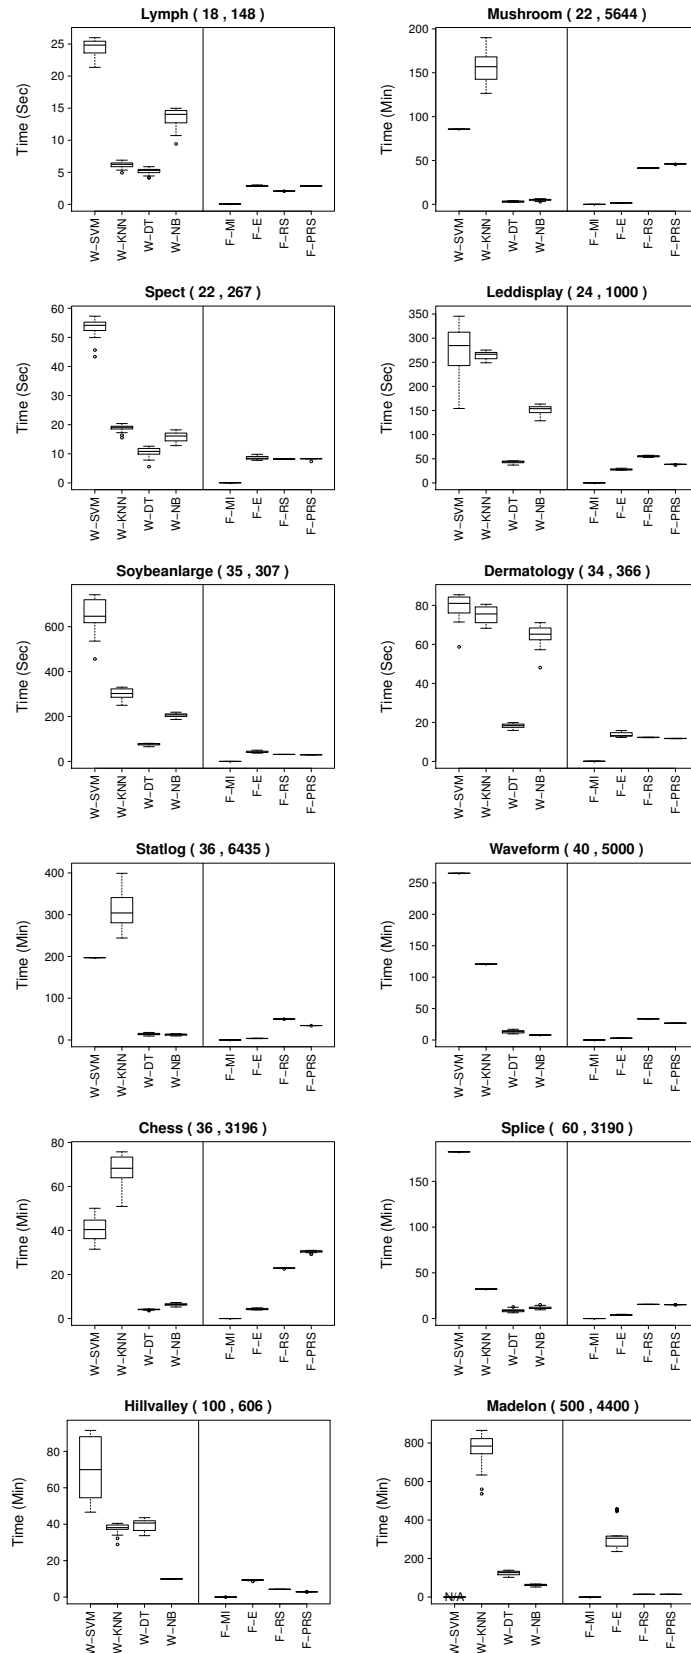 Lymph ( 18 , 148 )
Time (Sec)
25
20
15
10
5
0
W−SVM
W−KNN
W−DT
W−NB
F−MI
F−E
F−RS
F−PRS
Mushroom ( 22 , 5644 )
Time (Min)
200
150
100
50
0
W−SVM
W−KNN
W−DT
W−NB
F−MI
F−E
F−RS
F−PRS
Spect ( 22 , 267 )
Time (Sec)
60
50
40
30
20
10
0
W−SVM
W−KNN
W−DT
W−NB
F−MI
F−E
F−RS
F−PRS
Leddisplay ( 24 , 1000 )
Time (Sec)
350
300
250
200
150
100
50
0
W−SVM
W−KNN
W−DT
W−NB
F−MI
F−E
F−RS
F−PRS
Soybeanlarge ( 35 , 307 )
Time (Sec)
600
400
200
0
W−SVM
W−KNN
W−DT
W−NB
F−MI
F−E
F−RS
F−PRS
Dermatology ( 34 , 366 )
Time (Sec)
80
60
40
20
0
W−SVM
W−KNN
W−DT
W−NB
F−MI
F−E
F−RS
F−PRS
Statlog ( 36 , 6435 )
Time (Min)
400
300
200
100
0
W−SVM
W−KNN
W−DT
W−NB
F−MI
F−E
F−RS
F−PRS
Waveform ( 40 , 5000 )
Time (Min)
250
200
150
100
50
0
W−SVM
W−KNN
W−DT
W−NB
F−MI
F−E
F−RS
F−PRS
Chess ( 36 , 3196 )
Time (Min)
80
60
40
20
0
W−SVM
W−KNN
W−DT
W−NB
F−MI
F−E
F−RS
F−PRS
Splice ( 60 , 3190 )
Time (Min)
150
100
50
0
W−SVM
W−KNN
W−DT
W−NB
F−MI
F−E
F−RS
F−PRS
Hillvalley ( 100 , 606 )
Time (Min)
80
60
40
20
0
W−SVM
W−KNN
W−DT
W−NB
F−MI
F−E
F−RS
F−PRS
Madelon ( 500 , 4400 )
Time (Min)
800
600
400
200
0
N/A
W−SVM
W−KNN
W−DT
W−NB
F−MI
F−E
F−RS
F−PRS